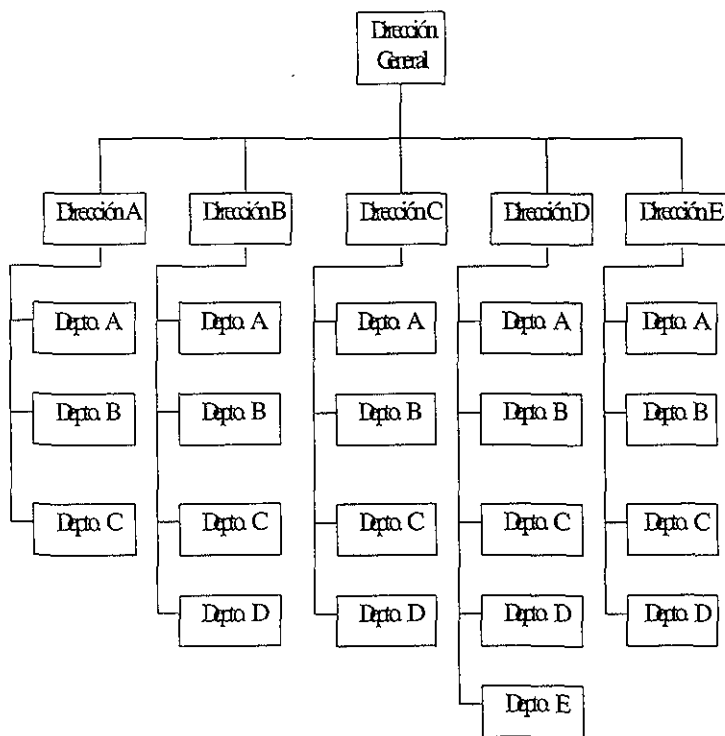 Dirección
General
Dirección A
Dirección B
Dirección C
Dirección D
Dirección E
Depto. A
Depto. A
Depto. A
Depto. A
Depto. A
Depto. B
Depto. B
Depto. B
Depto. B
Depto. B
Depto. C
Depto. C
Depto. C
Depto. C
Depto. C
Depto. D
Depto. D
Depto. D
Depto. D
Depto. E